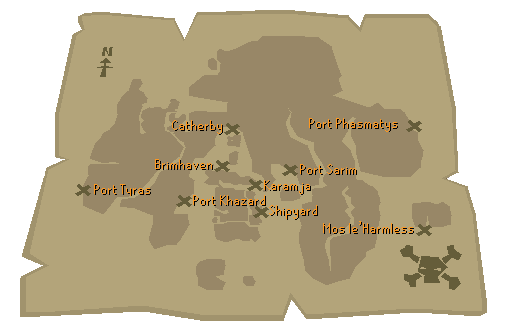 N
Catherby
Port Phasmatys
Brimhaven
Port Sarim
Port Tyras
Karamja
Port Khazard
Shipyard
Mos le'Harmless